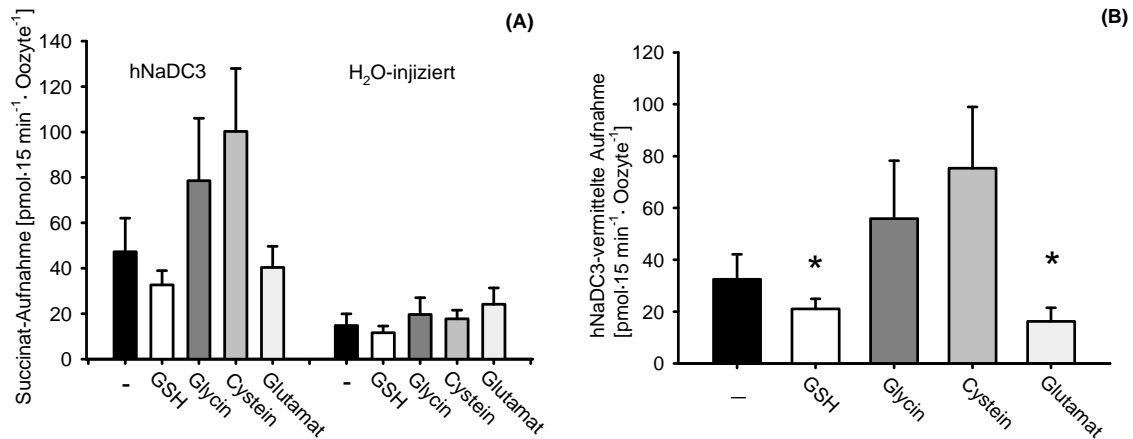 (A)
Succinat-Aufnahme [pmol·15 min⁻¹· Oozyte⁻¹]
140
120
100
80
60
40
20
0
hNaDC3
H₂O-injiziert
-
GSH
Glycin
Cystein
Glutamat
-
GSH
Glycin
Cystein
Glutamat
(B)
hNaDC3-vermittelte Aufnahme
[pmol·15 min⁻¹· Oozyte⁻¹]
120
100
80
60
40
20
0
*
*
–
GSH
Glycin
Cystein
Glutamat